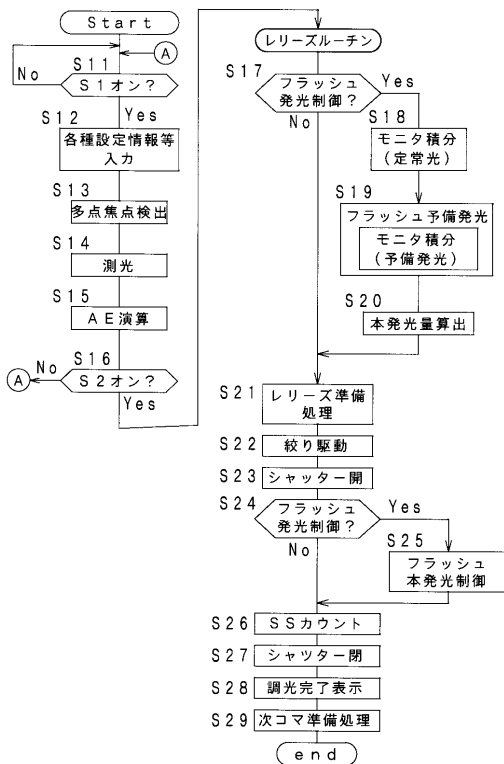 Start
A
S11
No
S1オン？
Yes
S12
各種設定情報等
入力
S13
多点焦点検出
S14
測光
S15
AE演算
S16
No
A
S2オン？
Yes
レリーズルーチン
S17
フラッシュ
発光制御？
Yes
No
S18
モニタ積分
（定常光）
S19
フラッシュ予備発光
モニタ積分
（予備発光）
S20
本発光量算出
S21
レリーズ準備
処理
S22
絞り駆動
S23
シャッター開
S24
フラッシュ
発光制御？
Yes
No
S25
フラッシュ
本発光制御
S26
SSカウント
S27
シャツター閉
S28
調光完了表示
S29
次コマ準備処理
end